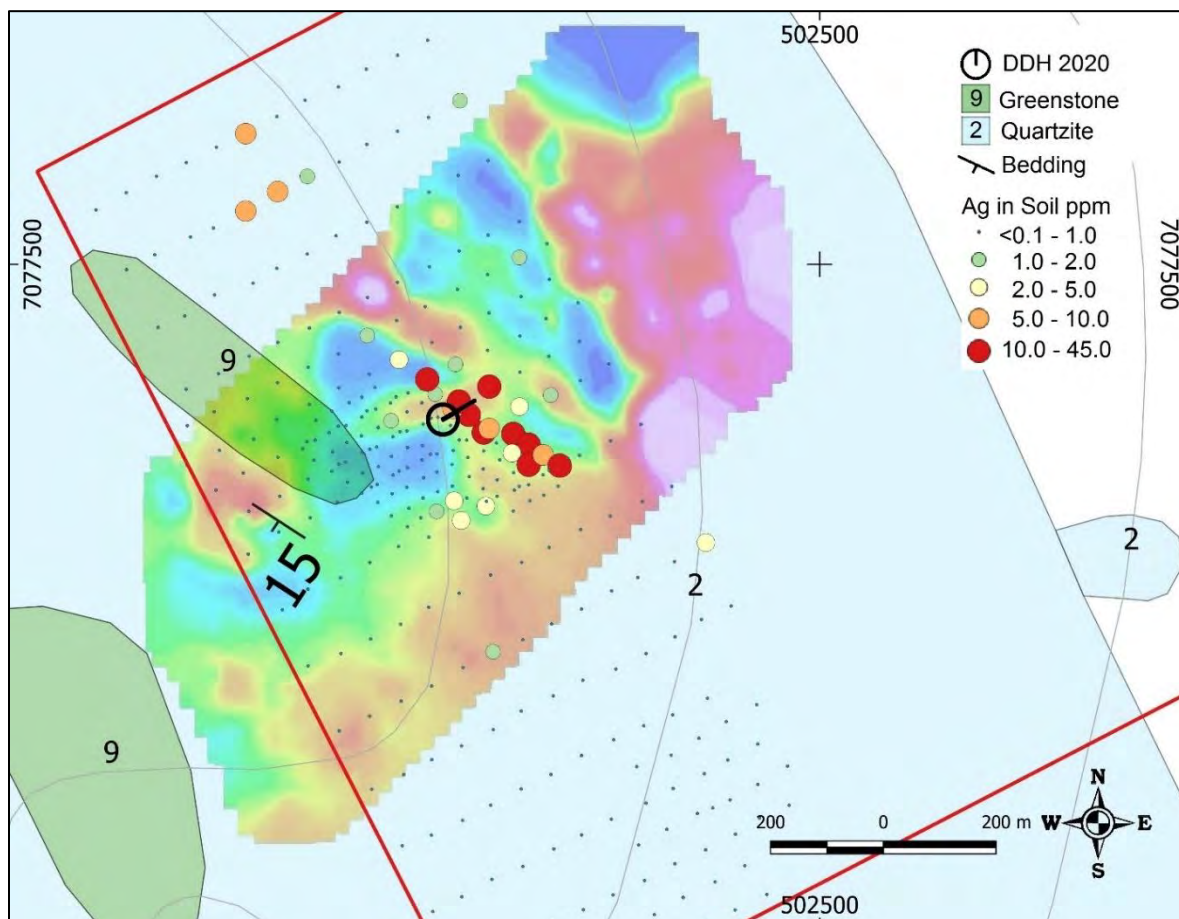 502500
DDH 2020
9 Greenstone
2 Quartzite
Bedding
Ag in Soil ppm
<0.1 - 1.0
1.0 - 2.0
2.0 - 5.0
5.0 - 10.0
10.0 - 45.0
7077500
7077500
9
15
2
2
9
N
W E
S
200 0 200 m
502500